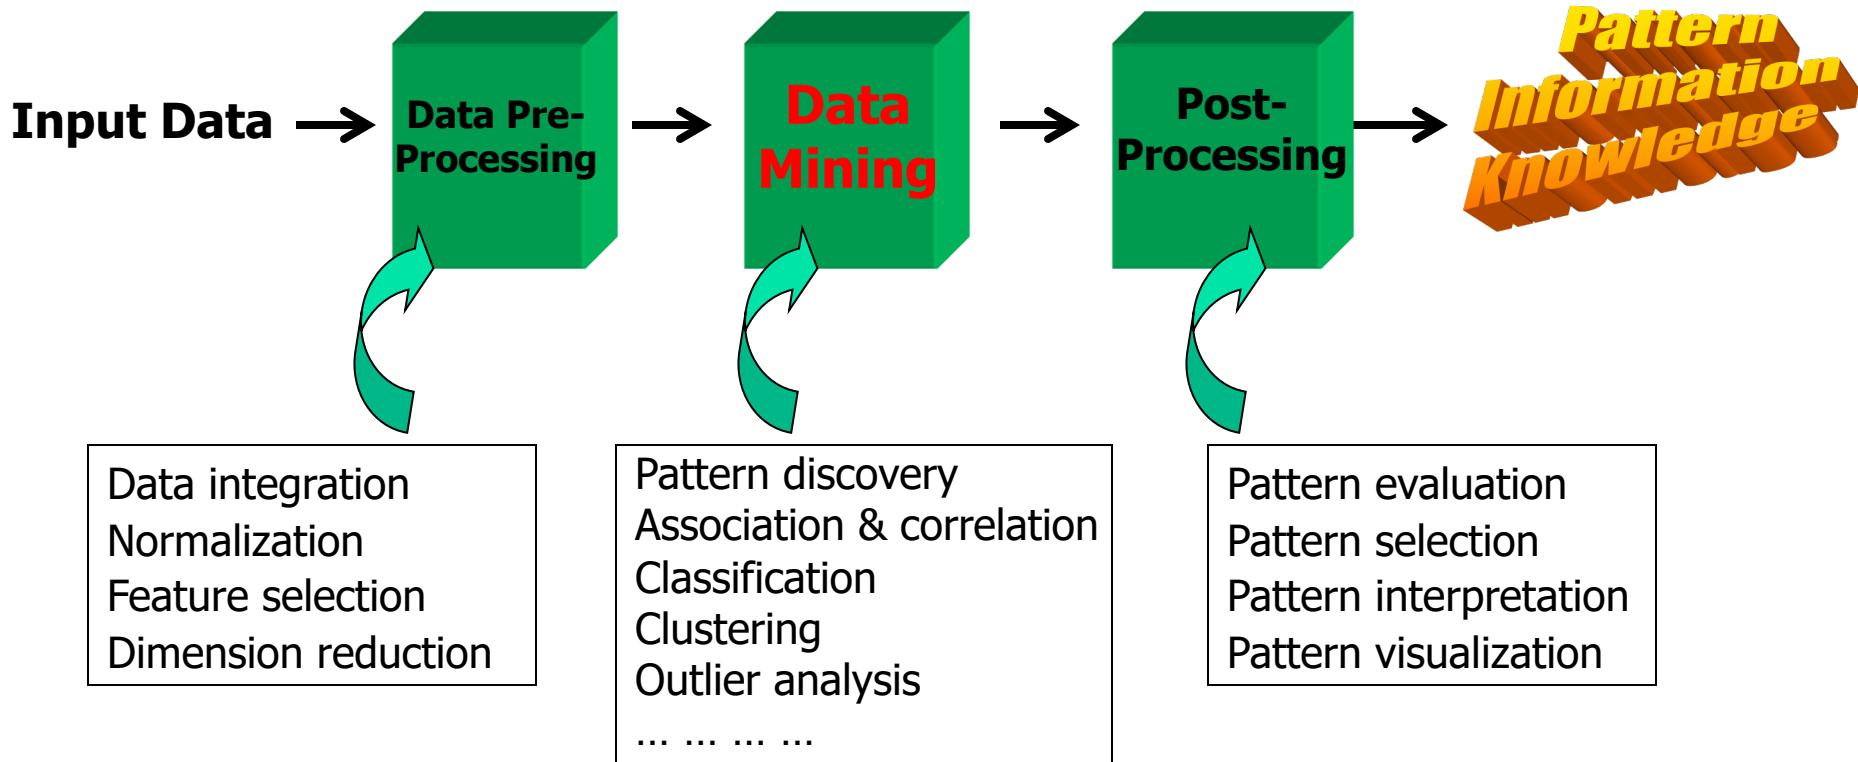 Input Data
Data Pre-
Processing
Data
Mining
Post-
Processing
Pattern
Information
Knowledge
Data integration
Normalization
Feature selection
Dimension reduction
Pattern discovery
Association & correlation
Classification
Clustering
Outlier analysis
… … … …
Pattern evaluation
Pattern selection
Pattern interpretation
Pattern visualization